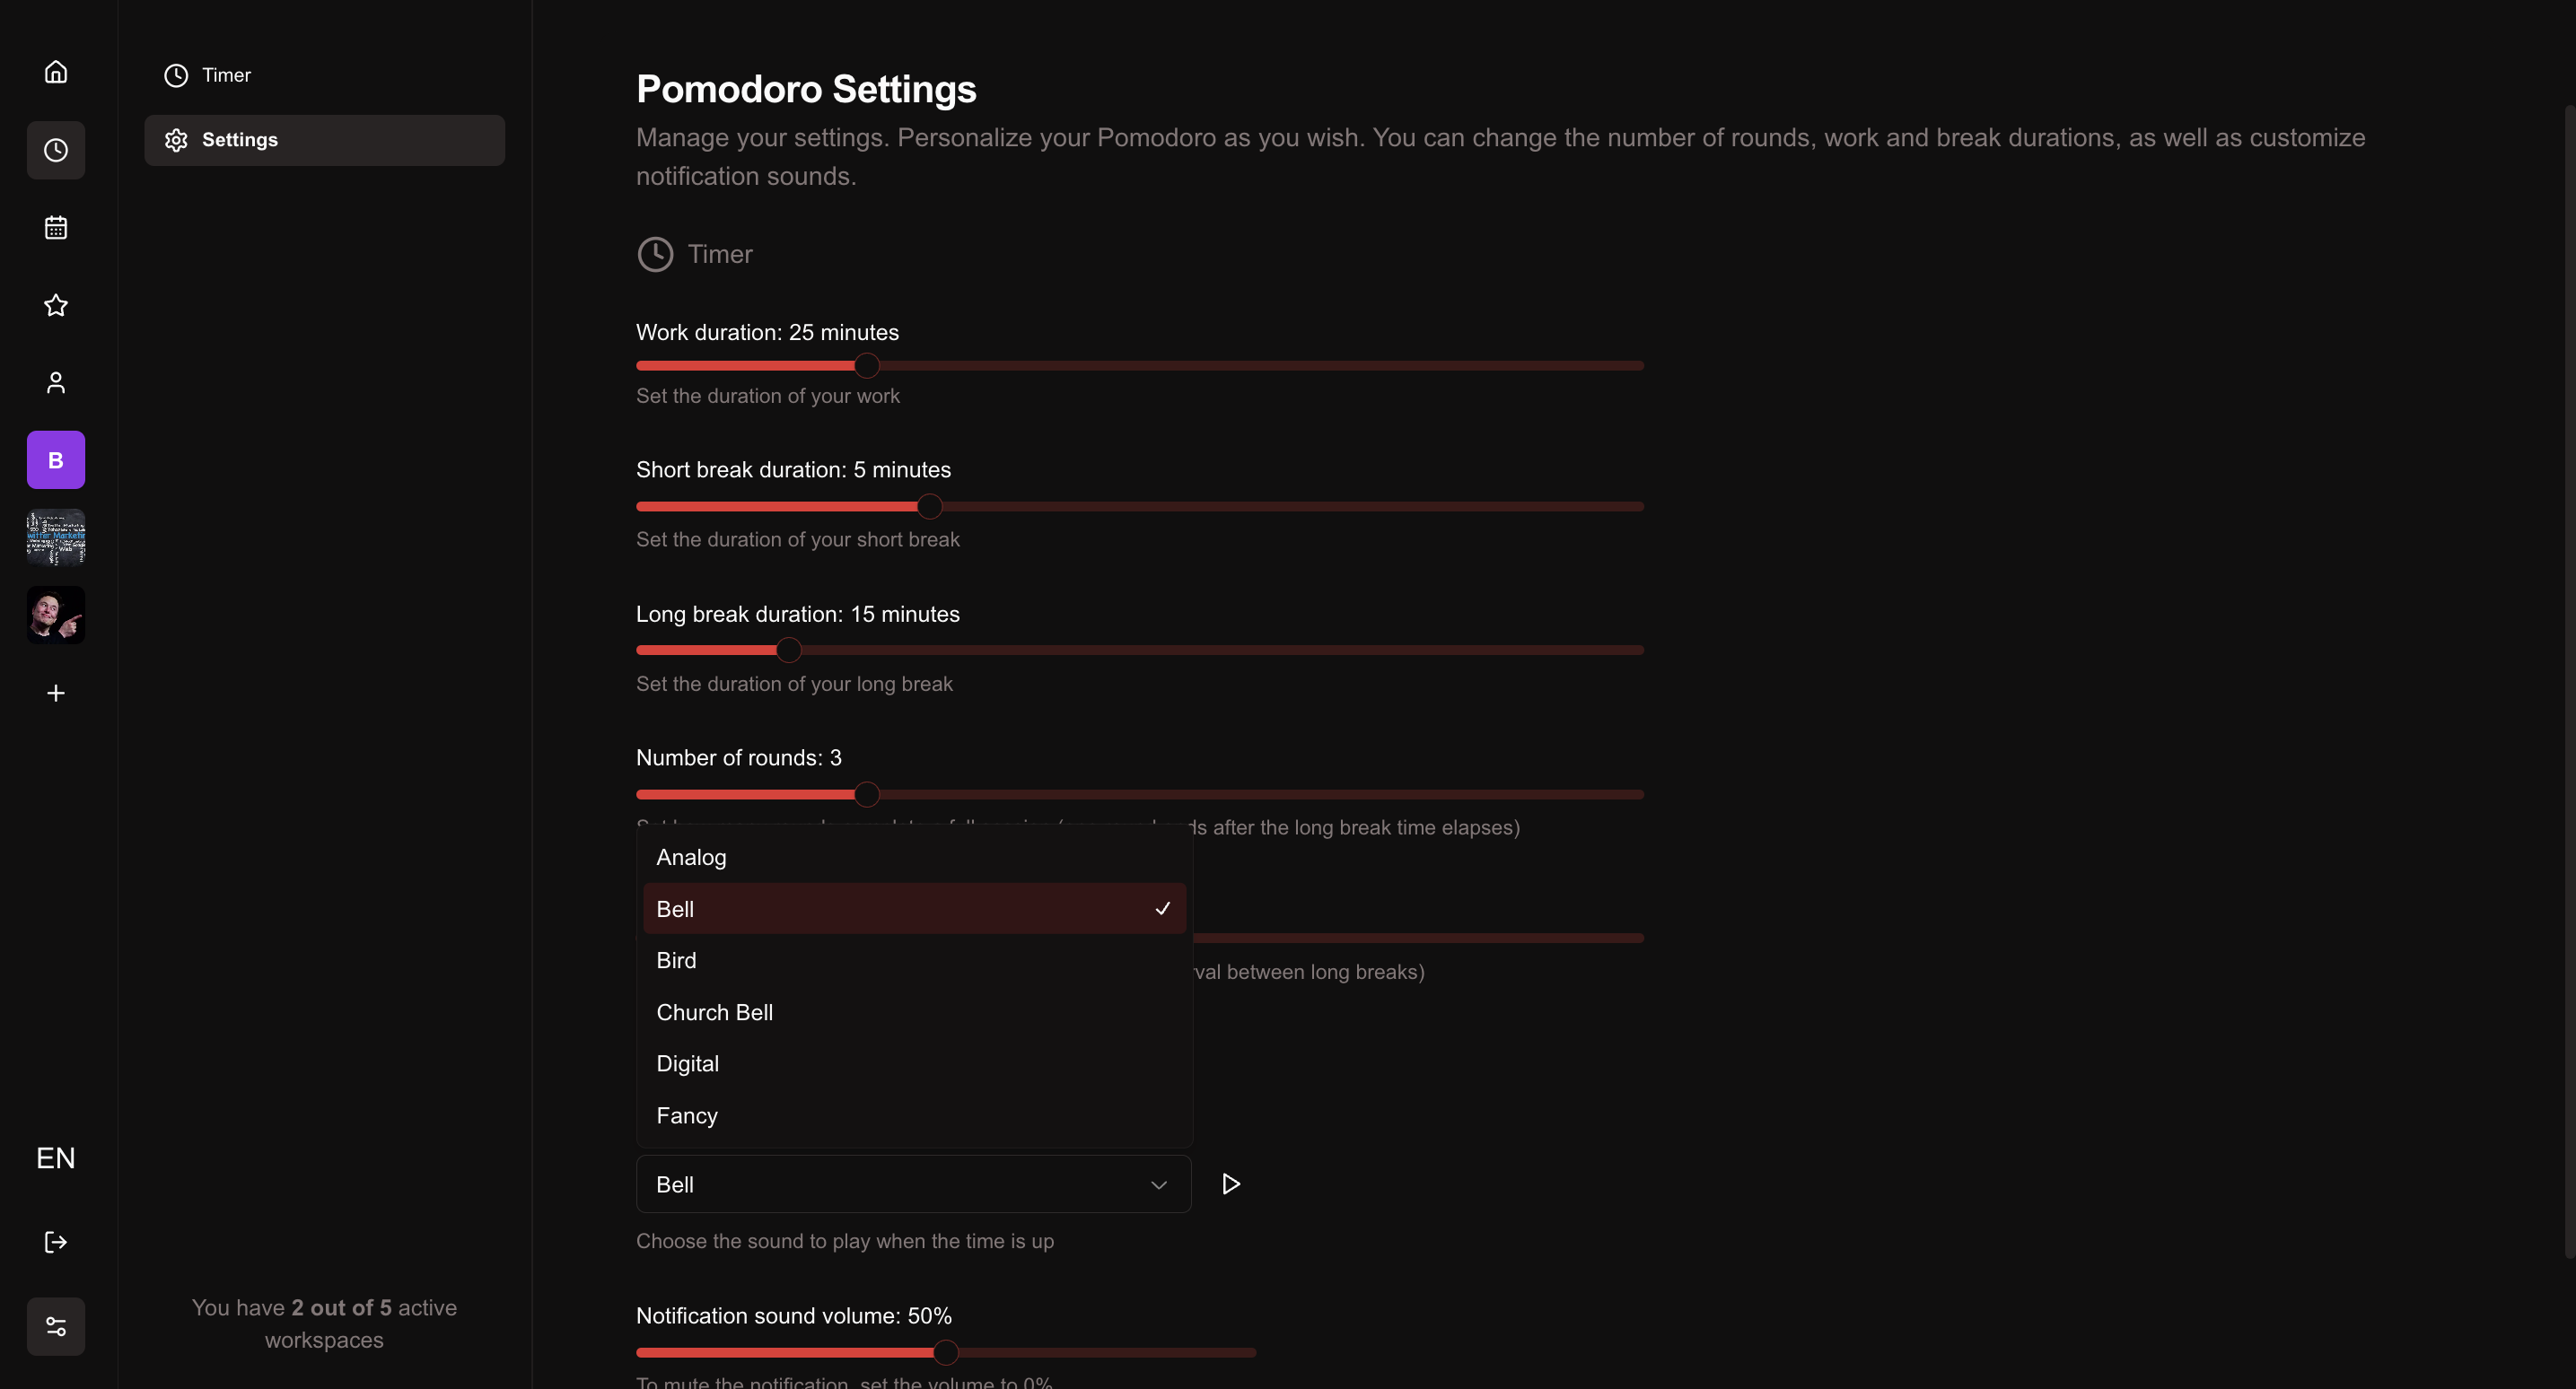 Timer
Settings
B
EN
You have 2 out of 5 active
workspaces
Pomodoro Settings
Manage your settings. Personalize your Pomodoro as you wish. You can change the number of rounds, work and break durations, as well as customize
notification sounds.
Timer
Work duration: 25 minutes
Set the duration of your work
Short break duration: 5 minutes
Set the duration of your short break
Long break duration: 15 minutes
Set the duration of your long break
Number of rounds: 3
after the long break time elapses)
Analog
Bell
Bird
between long breaks)
Church Bell
Digital
Fancy
Bell
Choose the sound to play when the time is up
Notification sound volume: 50%
To mute the notification, set the volume to 0%